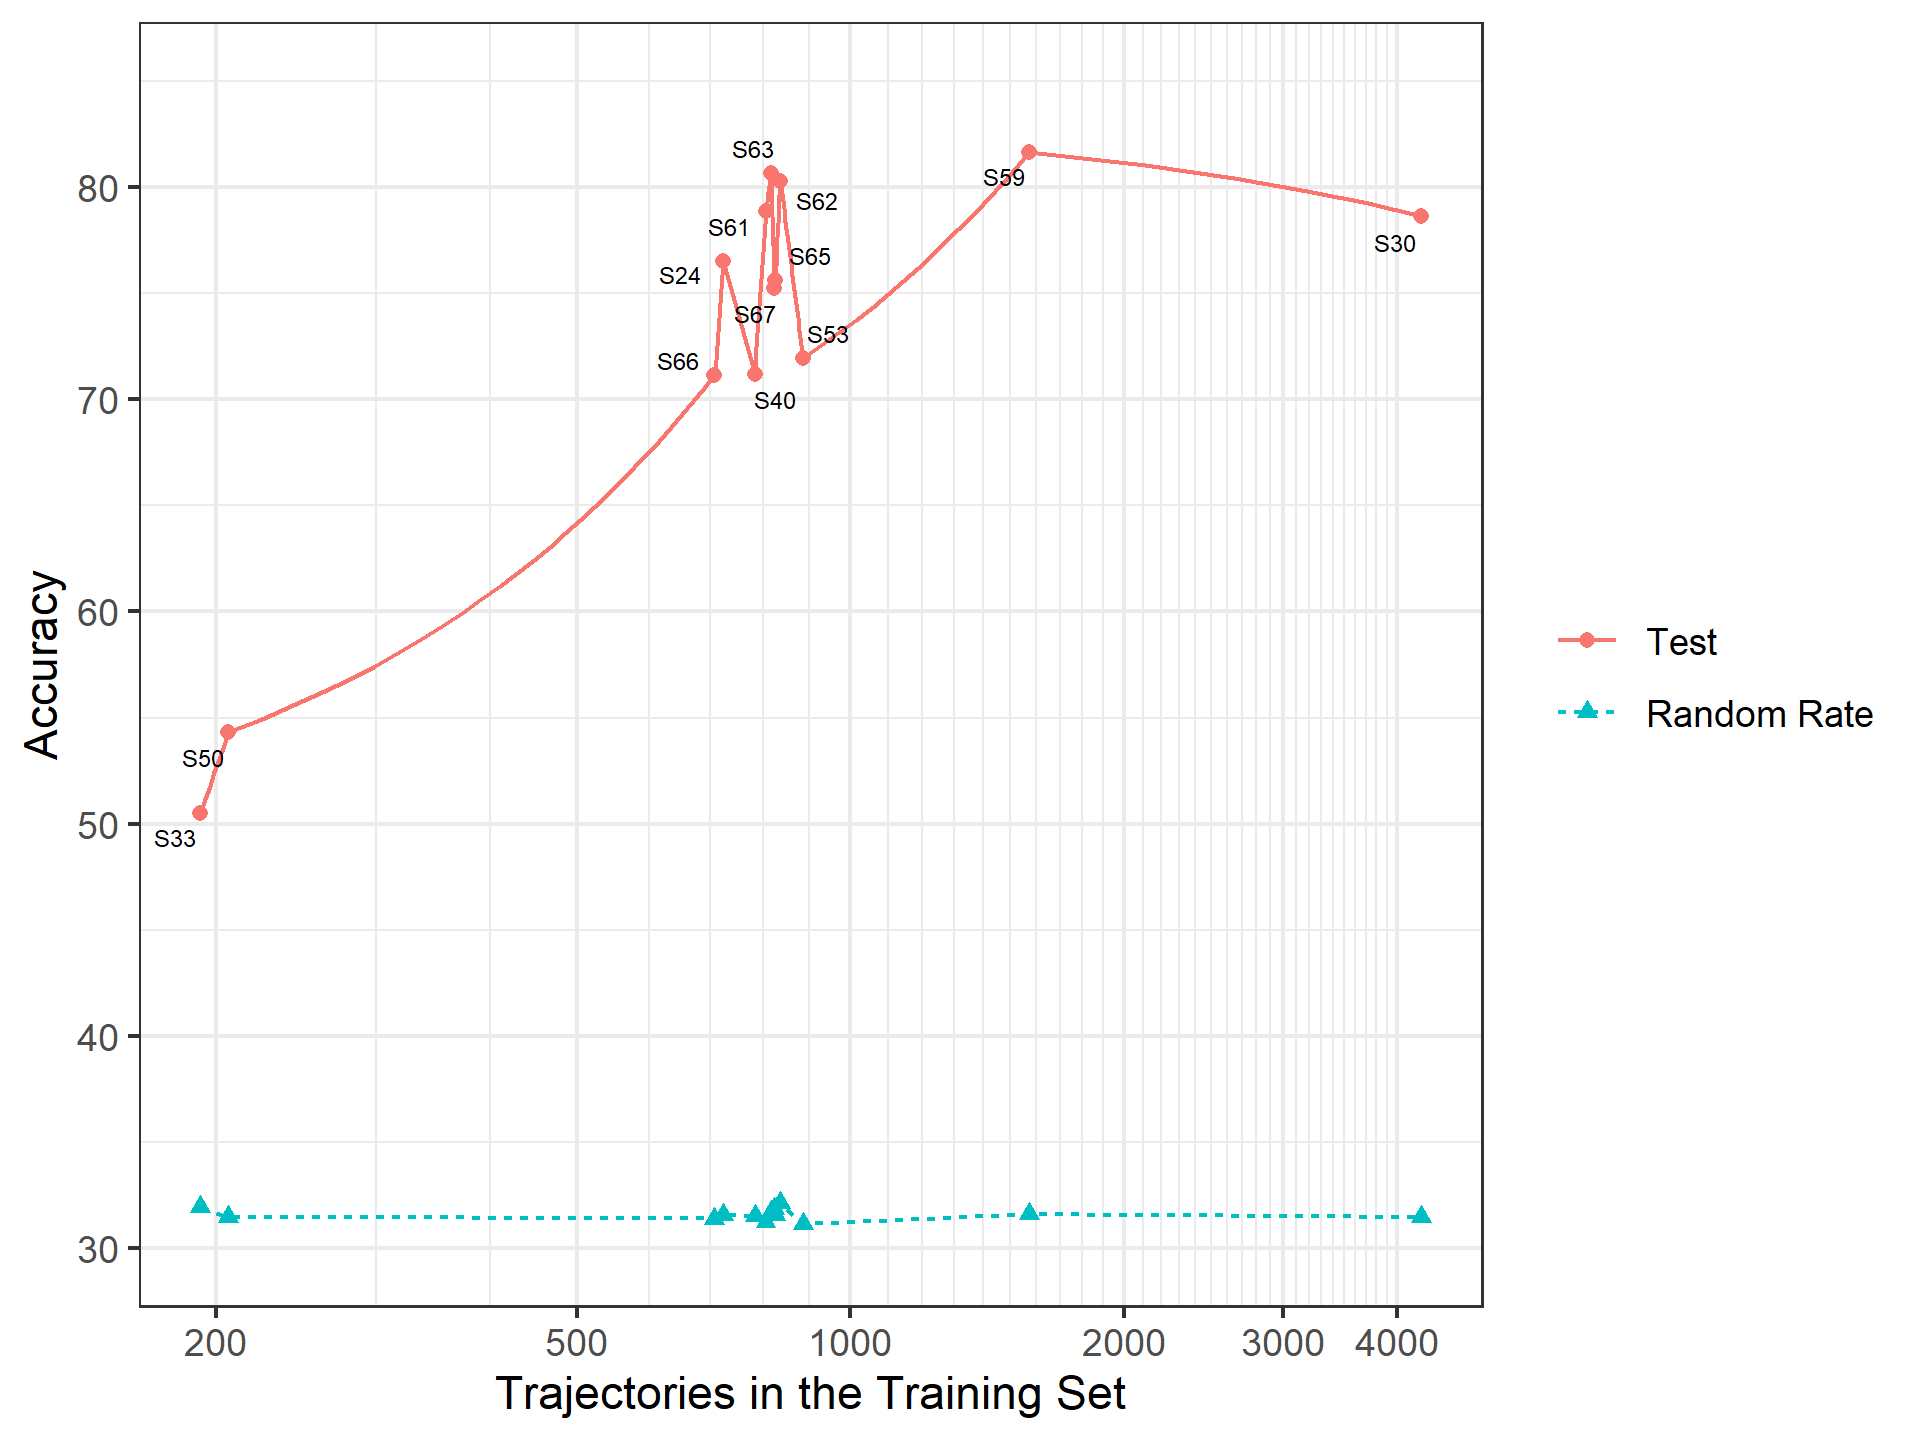 S63
S59
S62
S61
S30
S65
S24
S67
S53
S66
S40
S50
S33
80
70
60
50
40
30
Accuracy
200 500 1000 2000 3000 4000
Trajectories in the Training Set
Test
Random Rate